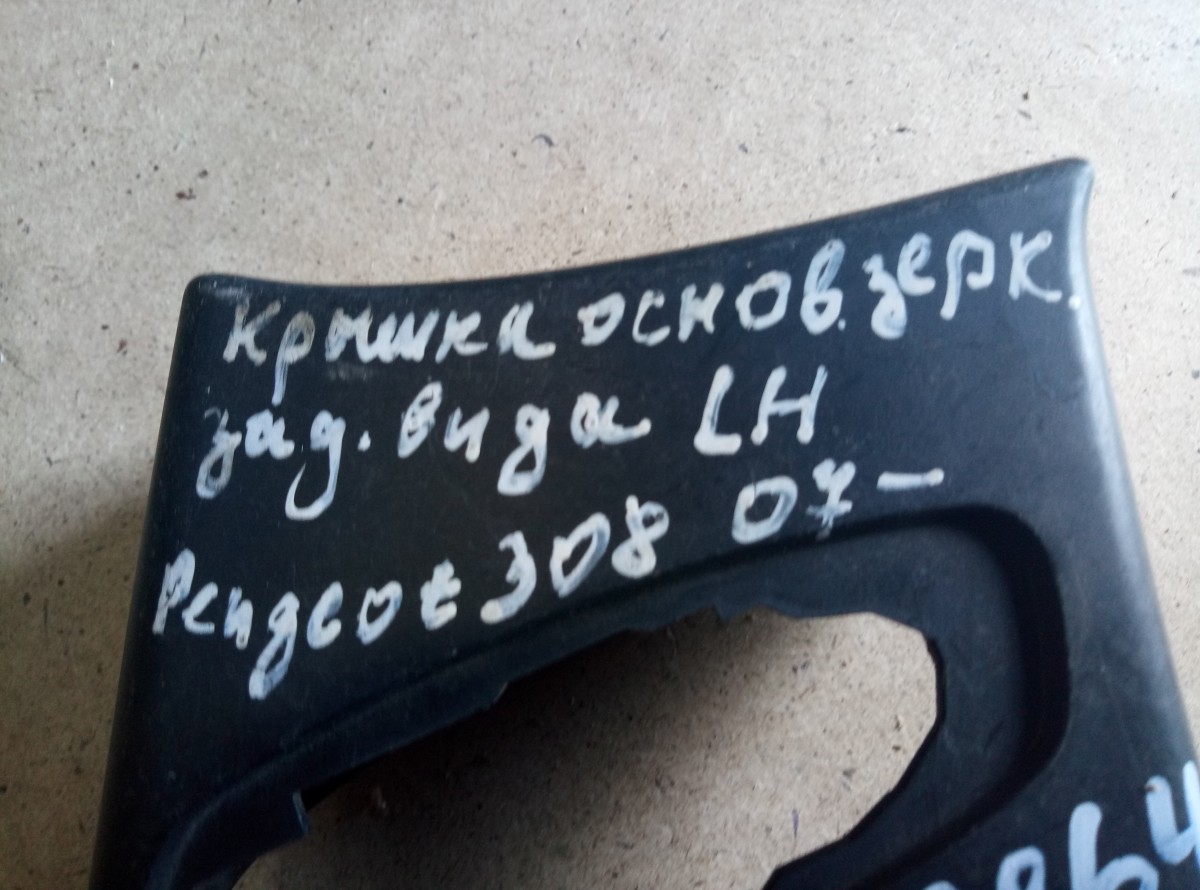 Крышка основ. зерк.
зад. вида LH
Peugeot 308 07-